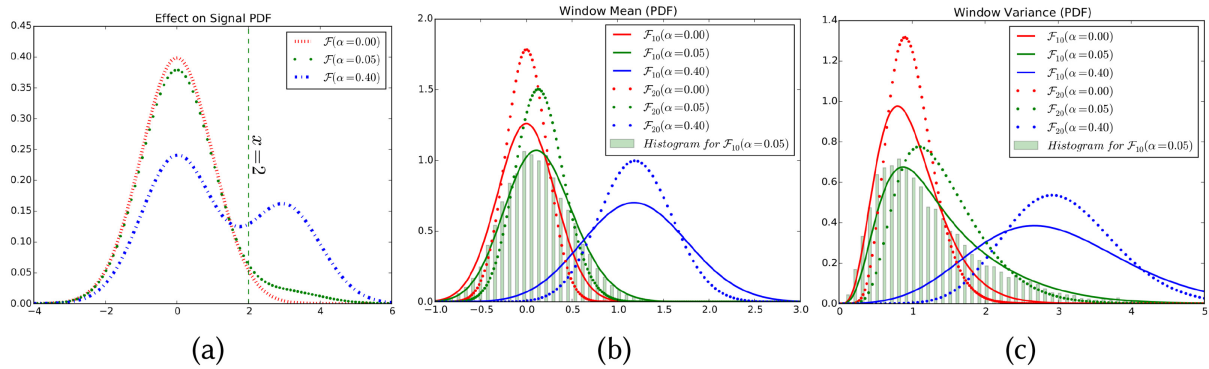 Effect on Signal PDF
0.45
0.40
0.35
0.30
0.25
0.20
0.15
0.10
0.05
0.00
−4
−2
0
2
4
6
ℱ(α=0.00)
ℱ(α=0.05)
ℱ(α=0.40)
x=2
(a)
Window Mean (PDF)
2.0
1.5
1.0
0.5
0.0
−1.0
−0.5
0.0
0.5
1.0
1.5
2.0
2.5
3.0
ℱ₁₀(α=0.00)
ℱ₁₀(α=0.05)
ℱ₁₀(α=0.40)
ℱ₂₀(α=0.00)
ℱ₂₀(α=0.05)
ℱ₂₀(α=0.40)
Histogram for ℱ₁₀(α=0.05)
(b)
Window Variance (PDF)
1.4
1.2
1.0
0.8
0.6
0.4
0.2
0.0
0
1
2
3
4
5
ℱ₁₀(α=0.00)
ℱ₁₀(α=0.05)
ℱ₁₀(α=0.40)
ℱ₂₀(α=0.00)
ℱ₂₀(α=0.05)
ℱ₂₀(α=0.40)
Histogram for ℱ₁₀(α=0.05)
(c)